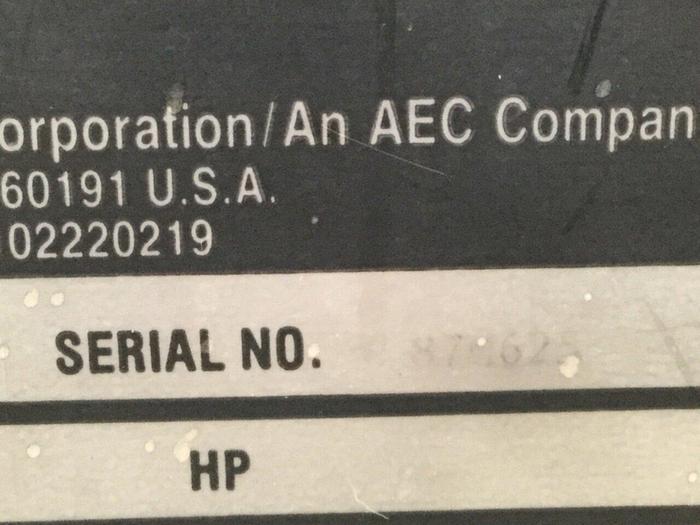 orporation/An AEC Compan
60191 U.S.A.
02220219
SERIAL NO.
HP